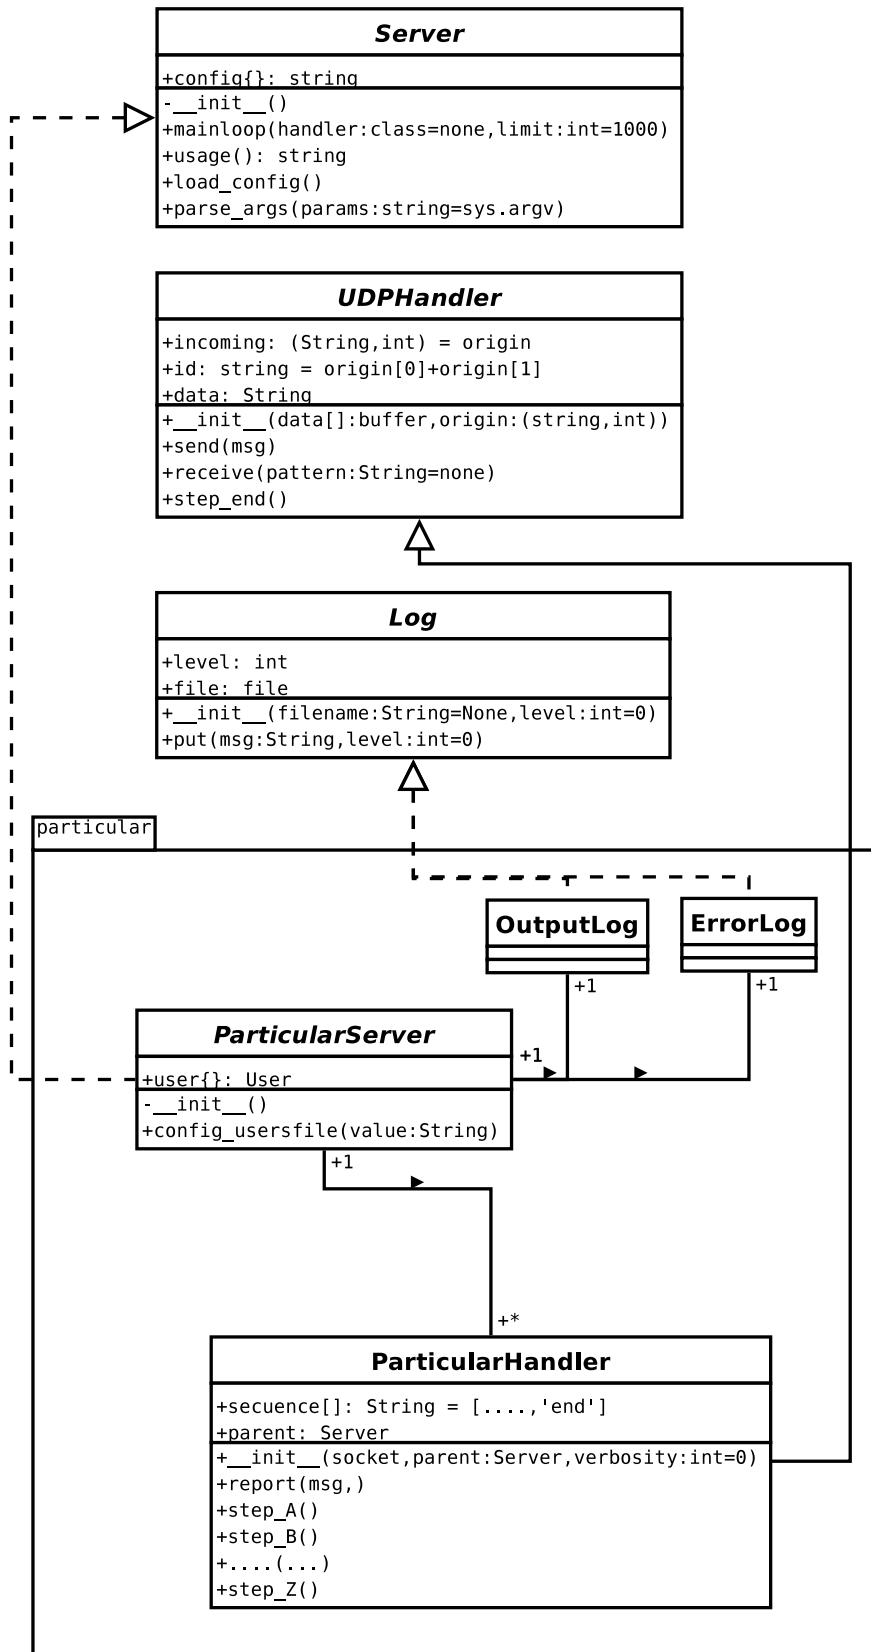 Server
+config{}: string
-__init__()
+mainloop(handler:class=none,limit:int=1000)
+usage(): string
+load_config()
+parse_args(params:string=sys.argv)
UDPHandler
+incoming: (String,int) = origin
+id: string = origin[0]+origin[1]
+data: String
+__init__(data[]:buffer,origin:(string,int))
+send(msg)
+receive(pattern:String=none)
+step_end()
Log
+level: int
+file: file
+__init__(filename:String=None,level:int=0)
+put(msg:String,level:int=0)
particular
OutputLog
ErrorLog
+1
+1
ParticularServer
+1
+user{}: User
-__init__()
+config_usersfile(value:String)
+1
+*
ParticularHandler
+secuence[]: String = [....,'end']
+parent: Server
+__init__(socket,parent:Server,verbosity:int=0)
+report(msg,)
+step_A()
+step_B()
+....(...)
+step_Z()